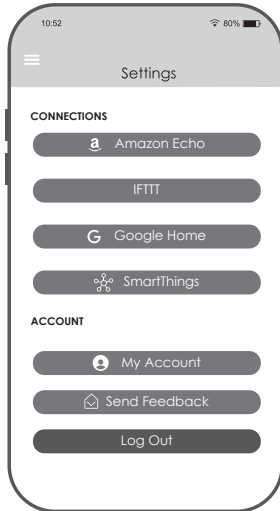 10:52 80%
Settings
CONNECTIONS
Amazon Echo
IFTTT
Google Home
SmartThings
ACCOUNT
My Account
Send Feedback
Log Out